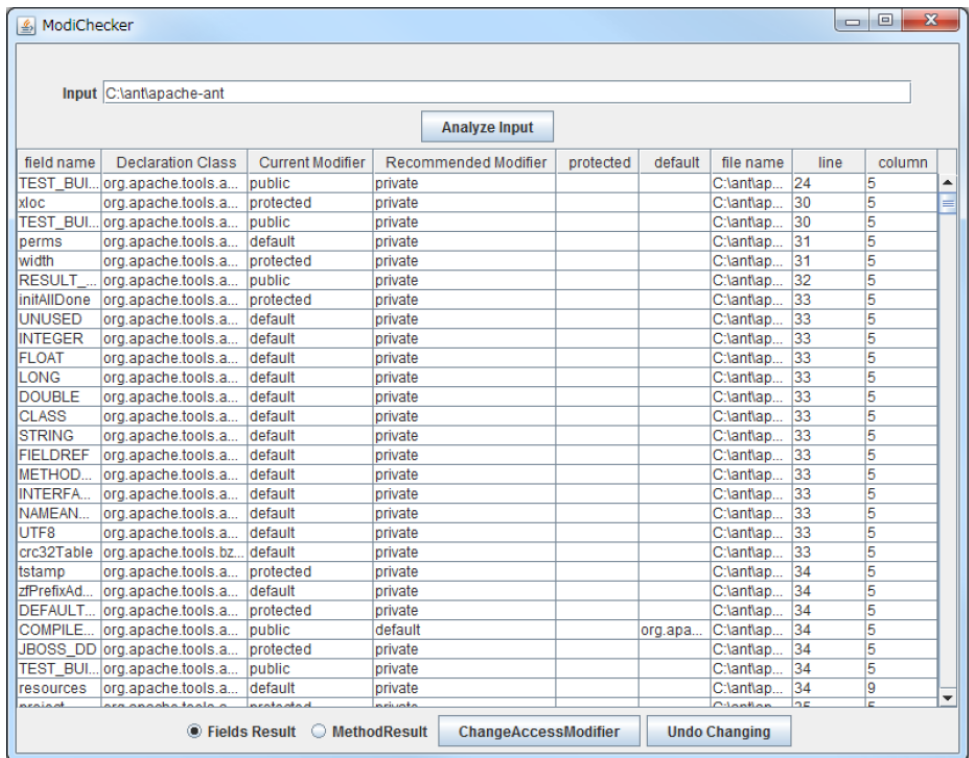 ModiChecker
Input C:\ant\apache-ant
Analyze Input
field name Declaration Class Current Modifier Recommended Modifier protected default file name line column
TEST_BUI... org.apache.tools.a... public private C:\ant\ap... 24 5
xloc org.apache.tools.a... protected private C:\ant\ap... 30 5
TEST_BUI... org.apache.tools.a... public private C:\ant\ap... 30 5
perms org.apache.tools.a... default private C:\ant\ap... 31 5
width org.apache.tools.a... protected private C:\ant\ap... 31 5
RESULT_... org.apache.tools.a... public private C:\ant\ap... 32 5
initAllDone org.apache.tools.a... protected private C:\ant\ap... 33 5
UNUSED org.apache.tools.a... default private C:\ant\ap... 33 5
INTEGER org.apache.tools.a... default private C:\ant\ap... 33 5
FLOAT org.apache.tools.a... default private C:\ant\ap... 33 5
LONG org.apache.tools.a... default private C:\ant\ap... 33 5
DOUBLE org.apache.tools.a... default private C:\ant\ap... 33 5
CLASS org.apache.tools.a... default private C:\ant\ap... 33 5
STRING org.apache.tools.a... default private C:\ant\ap... 33 5
FIELDREF org.apache.tools.a... default private C:\ant\ap... 33 5
METHOD... org.apache.tools.a... default private C:\ant\ap... 33 5
INTERFA... org.apache.tools.a... default private C:\ant\ap... 33 5
NAMEAN... org.apache.tools.a... default private C:\ant\ap... 33 5
UTF8 org.apache.tools.a... default private C:\ant\ap... 33 5
crc32Table org.apache.tools.bz... default private C:\ant\ap... 33 5
tstamp org.apache.tools.a... protected private C:\ant\ap... 34 5
zfPrefixAd... org.apache.tools.a... default private C:\ant\ap... 34 5
DEFAULT... org.apache.tools.a... protected private C:\ant\ap... 34 5
COMPILE... org.apache.tools.a... public default org.apa... C:\ant\ap... 34 5
JBOSS_DD org.apache.tools.a... protected private C:\ant\ap... 34 5
TEST_BUI... org.apache.tools.a... public private C:\ant\ap... 34 5
resources org.apache.tools.a... default private C:\ant\ap... 34 9
Fields Result MethodResult ChangeAccessModifier Undo Changing